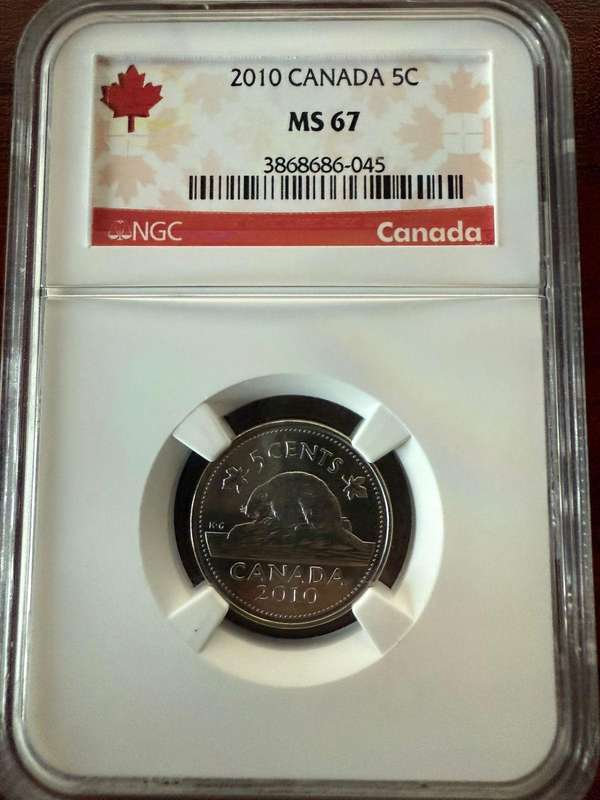 2010 CANADA 5C
MS 67
3868686-045
NGC
Canada
5 CENTS
K·G
CANADA
2010